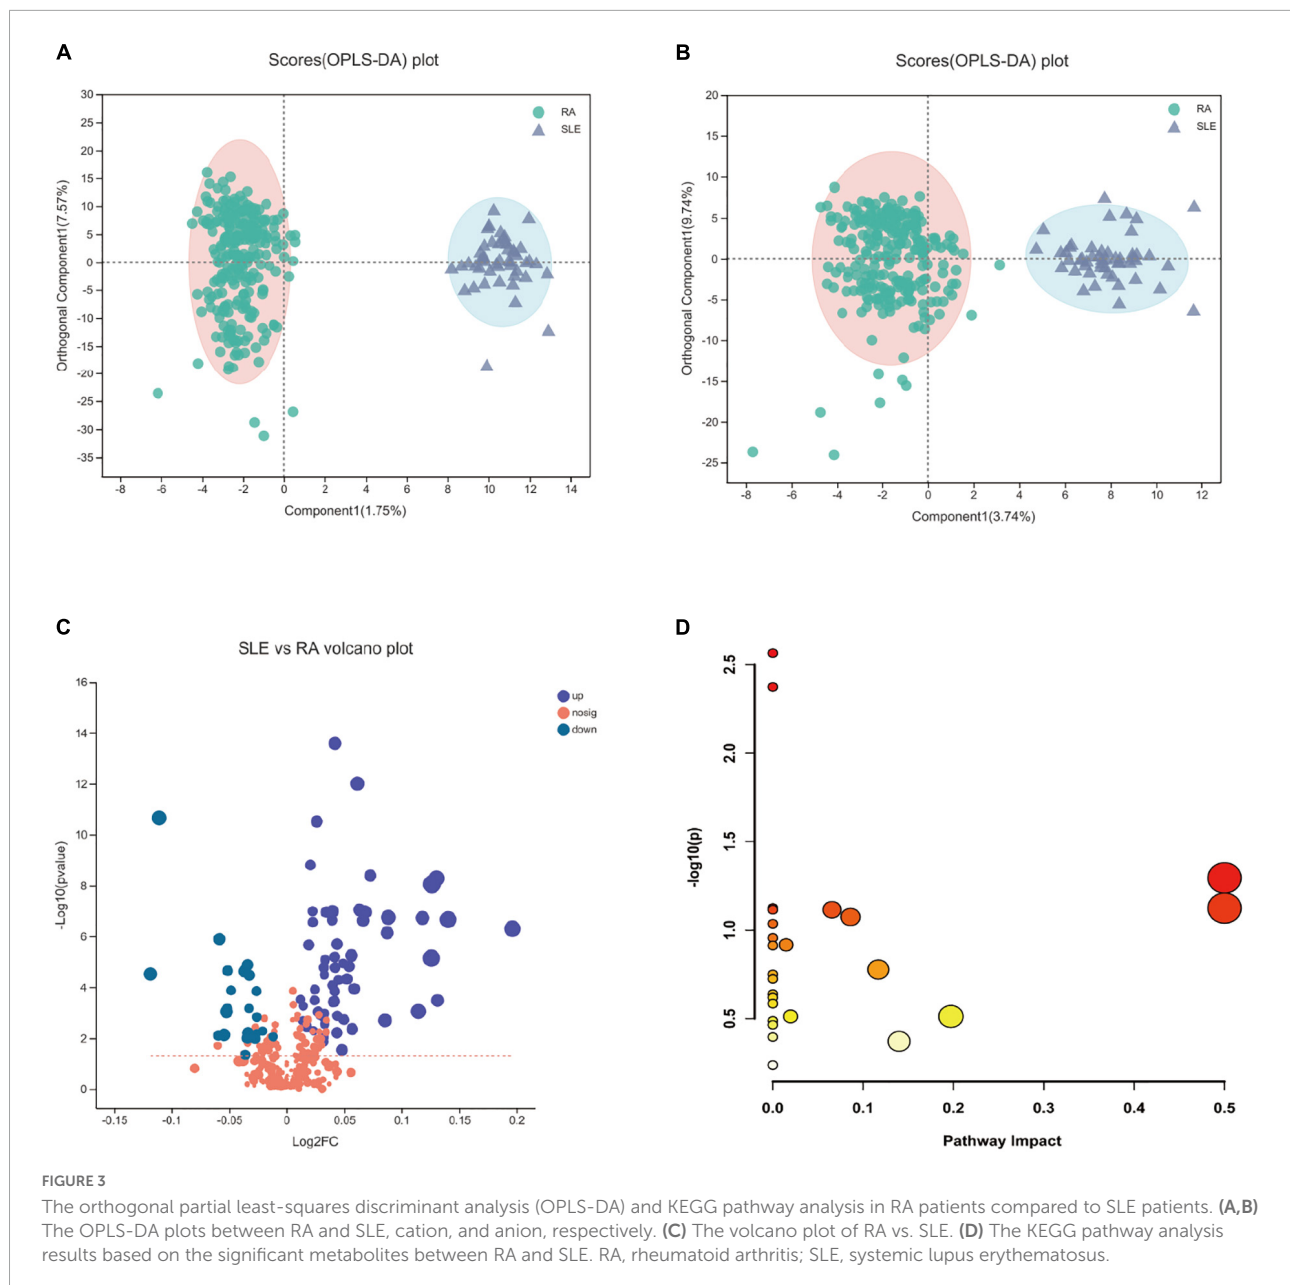 A
Scores(OPLS-DA) plot
30
25
20
15
10
5
0
-5
-10
-15
-20
-25
-30
-35
Orthogonal Component1(7.57%)
RA
SLE
-8 -6 -4 -2 0 2 4 6 8 10 12 14
Component1(1.75%)
B
Scores(OPLS-DA) plot
20
15
10
5
0
-5
-10
-15
-20
-25
Orthogonal Component1(9.74%)
RA
SLE
-8 -6 -4 -2 0 2 4 6 8 10 12
Component1(3.74%)
C
SLE vs RA volcano plot
16
14
12
10
8
6
4
2
0
-Log10(pvalue)
up
nosig
down
-0.15 -0.1 -0.05 0 0.05 0.1 0.15 0.2
Log2FC
D
2.5
2.0
1.5
1.0
0.5
-log10(p)
0.0 0.1 0.2 0.3 0.4 0.5
Pathway Impact
FIGURE 3
The orthogonal partial least-squares discriminant analysis (OPLS-DA) and KEGG pathway analysis in RA patients compared to SLE patients. (A,B)
The OPLS-DA plots between RA and SLE, cation, and anion, respectively. (C) The volcano plot of RA vs. SLE. (D) The KEGG pathway analysis
results based on the significant metabolites between RA and SLE. RA, rheumatoid arthritis; SLE, systemic lupus erythematosus.